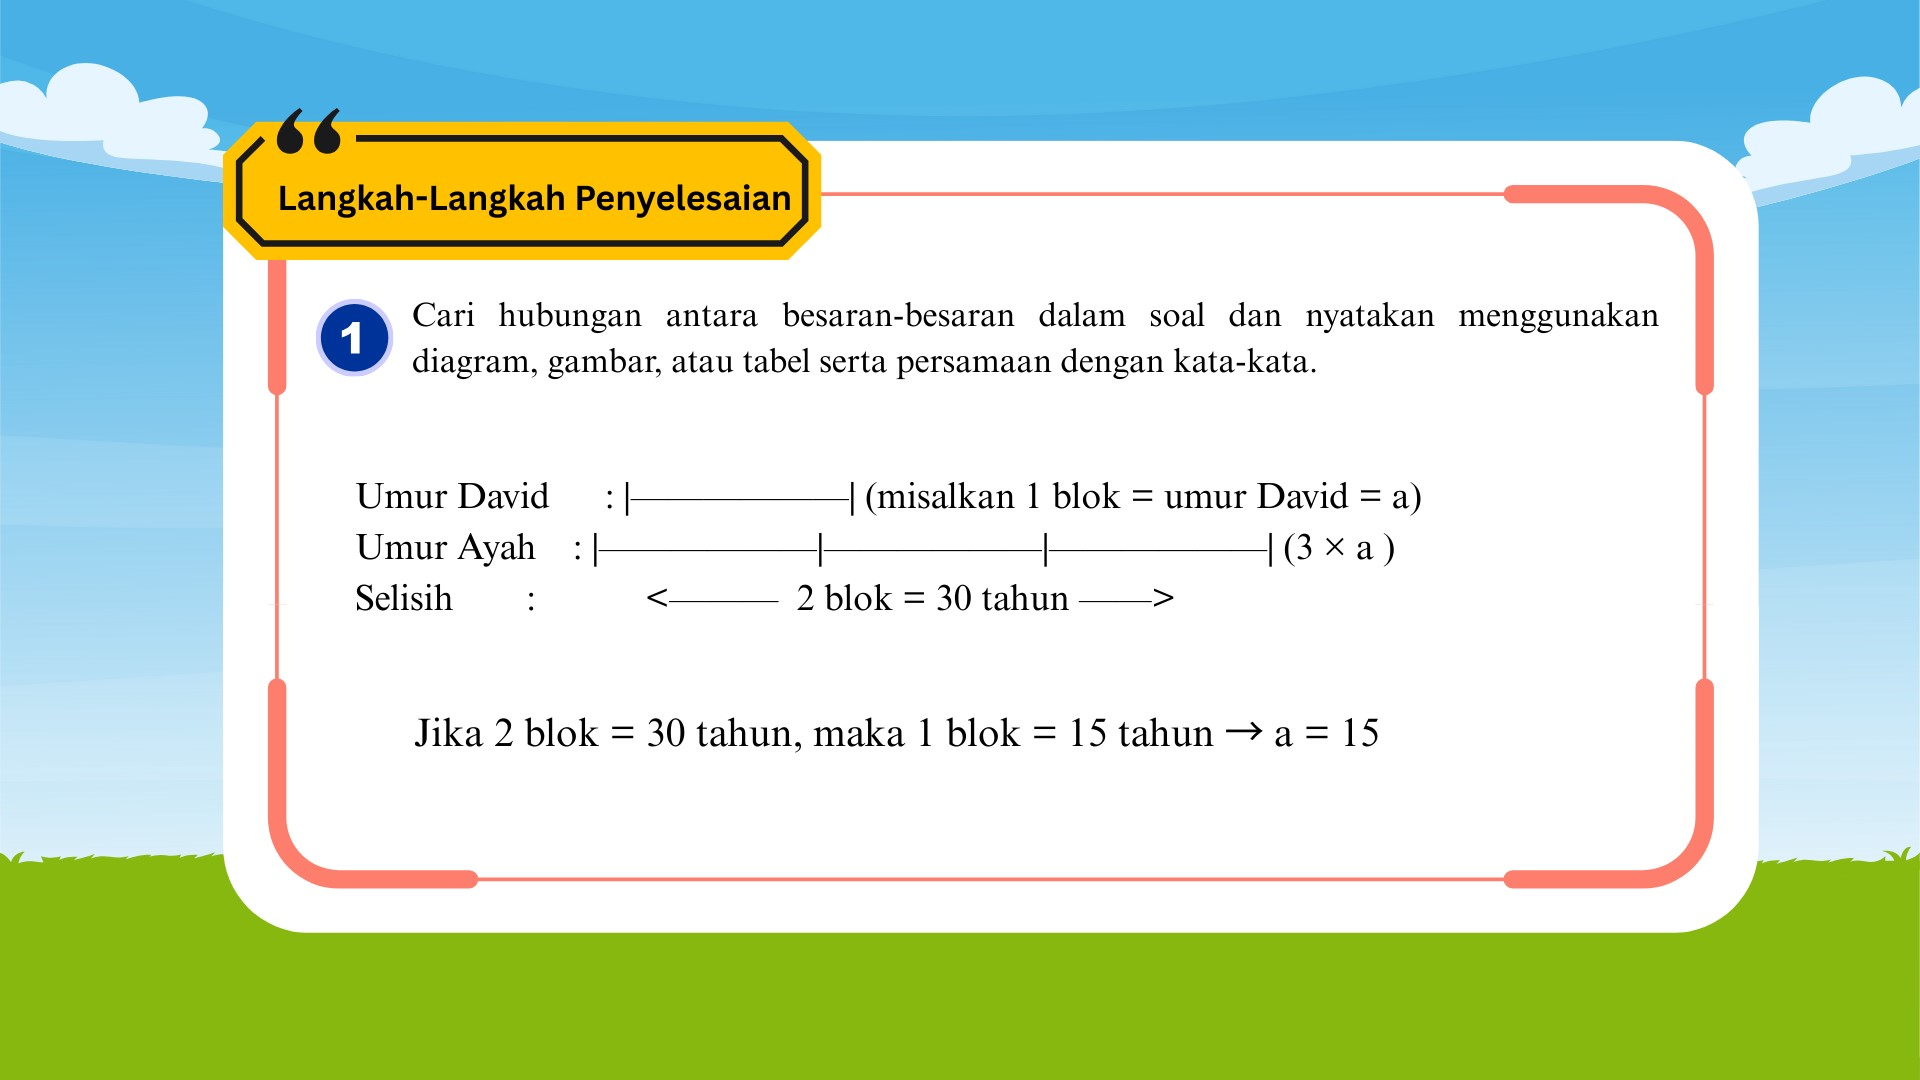 Langkah-Langkah Penyelesaian
1
Cari hubungan antara besaran-besaran dalam soal dan nyatakan menggunakan
diagram, gambar, atau tabel serta persamaan dengan kata-kata.
Umur David : |——————| (misalkan 1 blok = umur David = a)
Umur Ayah : |——————|——————|——————| (3 × a )
Selisih : <——— 2 blok = 30 tahun ——>
Jika 2 blok = 30 tahun, maka 1 blok = 15 tahun → a = 15